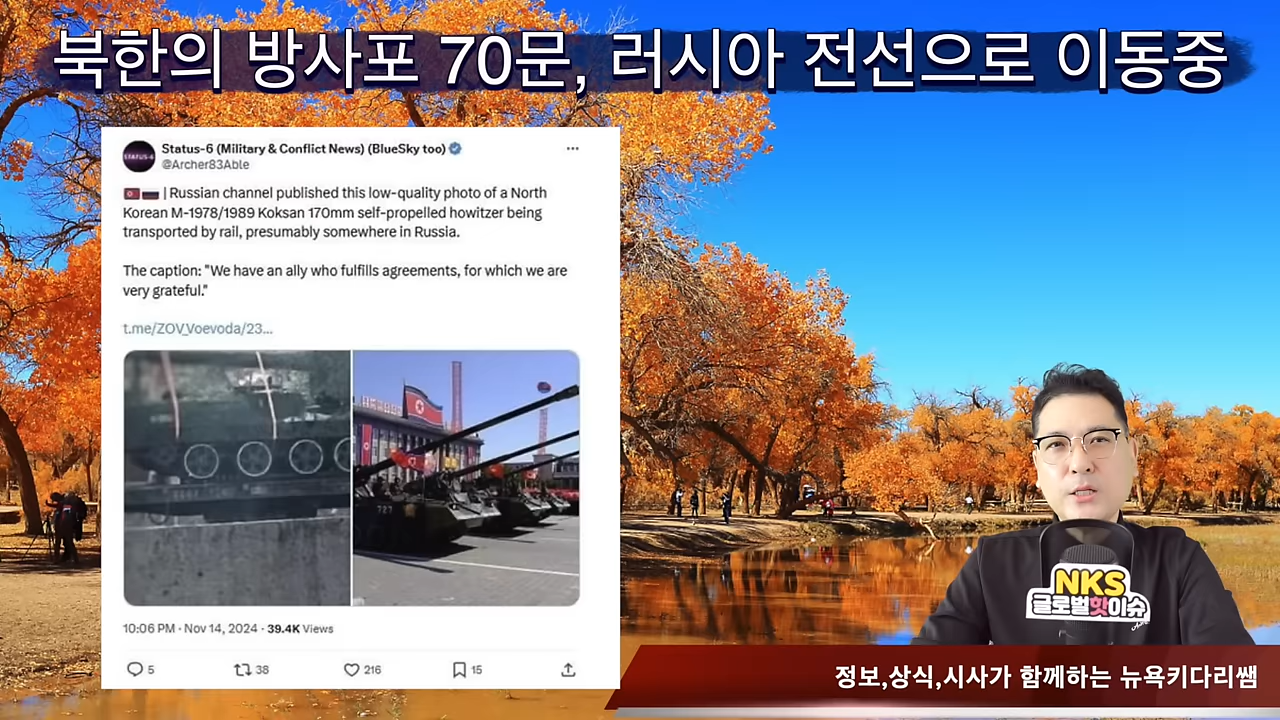 북한의 방사포 70문, 러시아 전선으로 이동중
STATUS-6
Status-6 (Military & Conflict News) (BlueSky too)
@Archer83Able
| Russian channel published this low-quality photo of a North
Korean M-1978/1989 Koksan 170mm self-propelled howitzer being
transported by rail, presumably somewhere in Russia.
The caption: "We have an ally who fulfills agreements, for which we are
very grateful."
t.me/ZOV_Voevoda/23...
727
10:06 PM · Nov 14, 2024 · 39.4K Views
5 38 216 15
NKS
글로벌핫이슈
정보,상식,시사가 함께하는 뉴욕키다리쌤